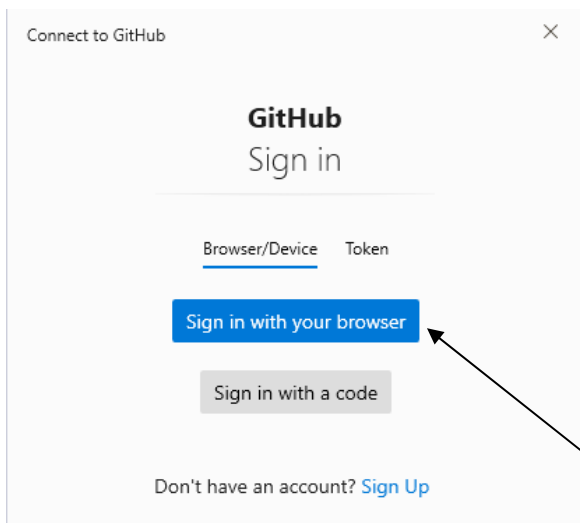 Connect to GitHub
GitHub
Sign in
Browser/Device Token
Sign in with your browser
Sign in with a code
Don't have an account? Sign Up